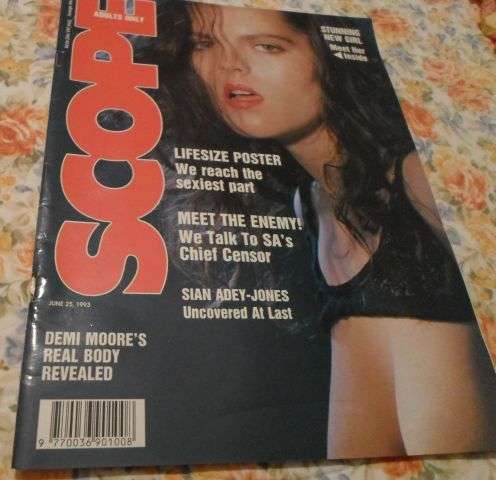 ADULTS ONLY
SCOPE
STUNNING
NEW GIRL
Meet Her
Inside
LIFESIZE POSTER
We reach the
sexiest part
MEET THE ENEMY!
We Talk To SA's
Chief Censor
SIAN ADEY-JONES
Uncovered At Last
JUNE 25, 1993
DEMI MOORE'S
REAL BODY
REVEALED
9 770036 901008